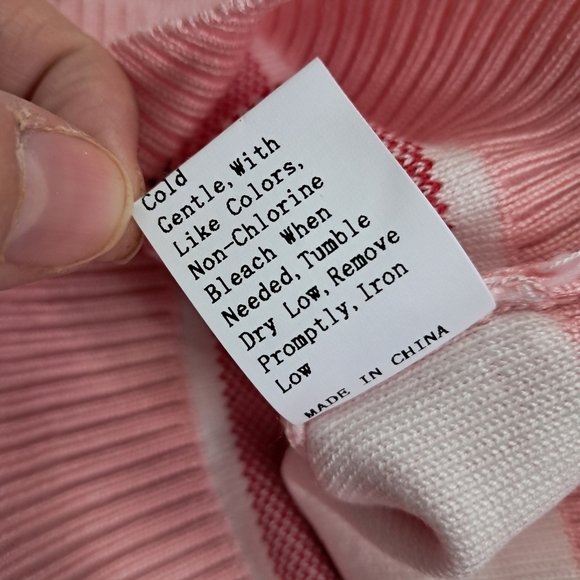 Cold
Gentle, With
Like Colors,
Non-Chlorine
Bleach When
Needed, Tumble
Dry Low, Remove
Promptly, Iron
Low
MADE IN CHINA